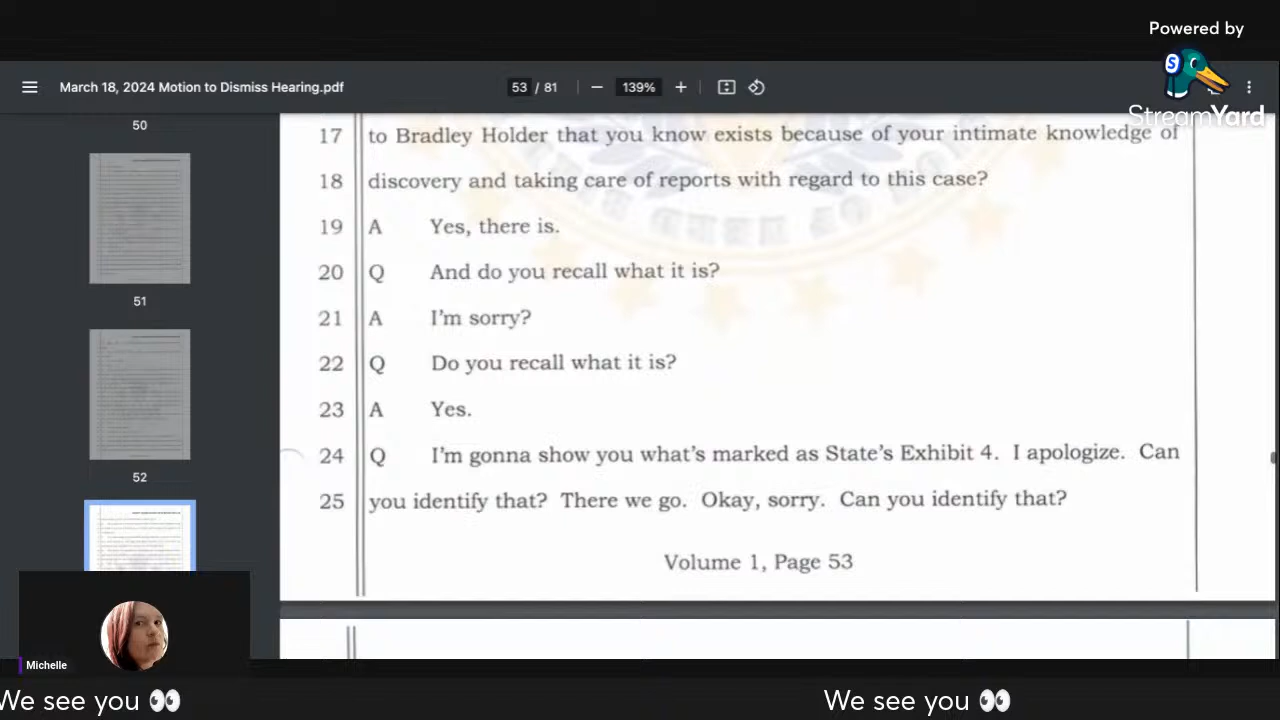 Powered by
StreamYard
March 18, 2024 Motion to Dismiss Hearing.pdf
53 / 81
139%
50
51
52
17 to Bradley Holder that you know exists because of your intimate knowledge of
18 discovery and taking care of reports with regard to this case?
19 A Yes, there is.
20 Q And do you recall what it is?
21 A I'm sorry?
22 Q Do you recall what it is?
23 A Yes.
24 Q I'm gonna show you what's marked as State's Exhibit 4. I apologize. Can
25 you identify that? There we go. Okay, sorry. Can you identify that?
Volume 1, Page 53
Michelle
We see you 👀
We see you 👀